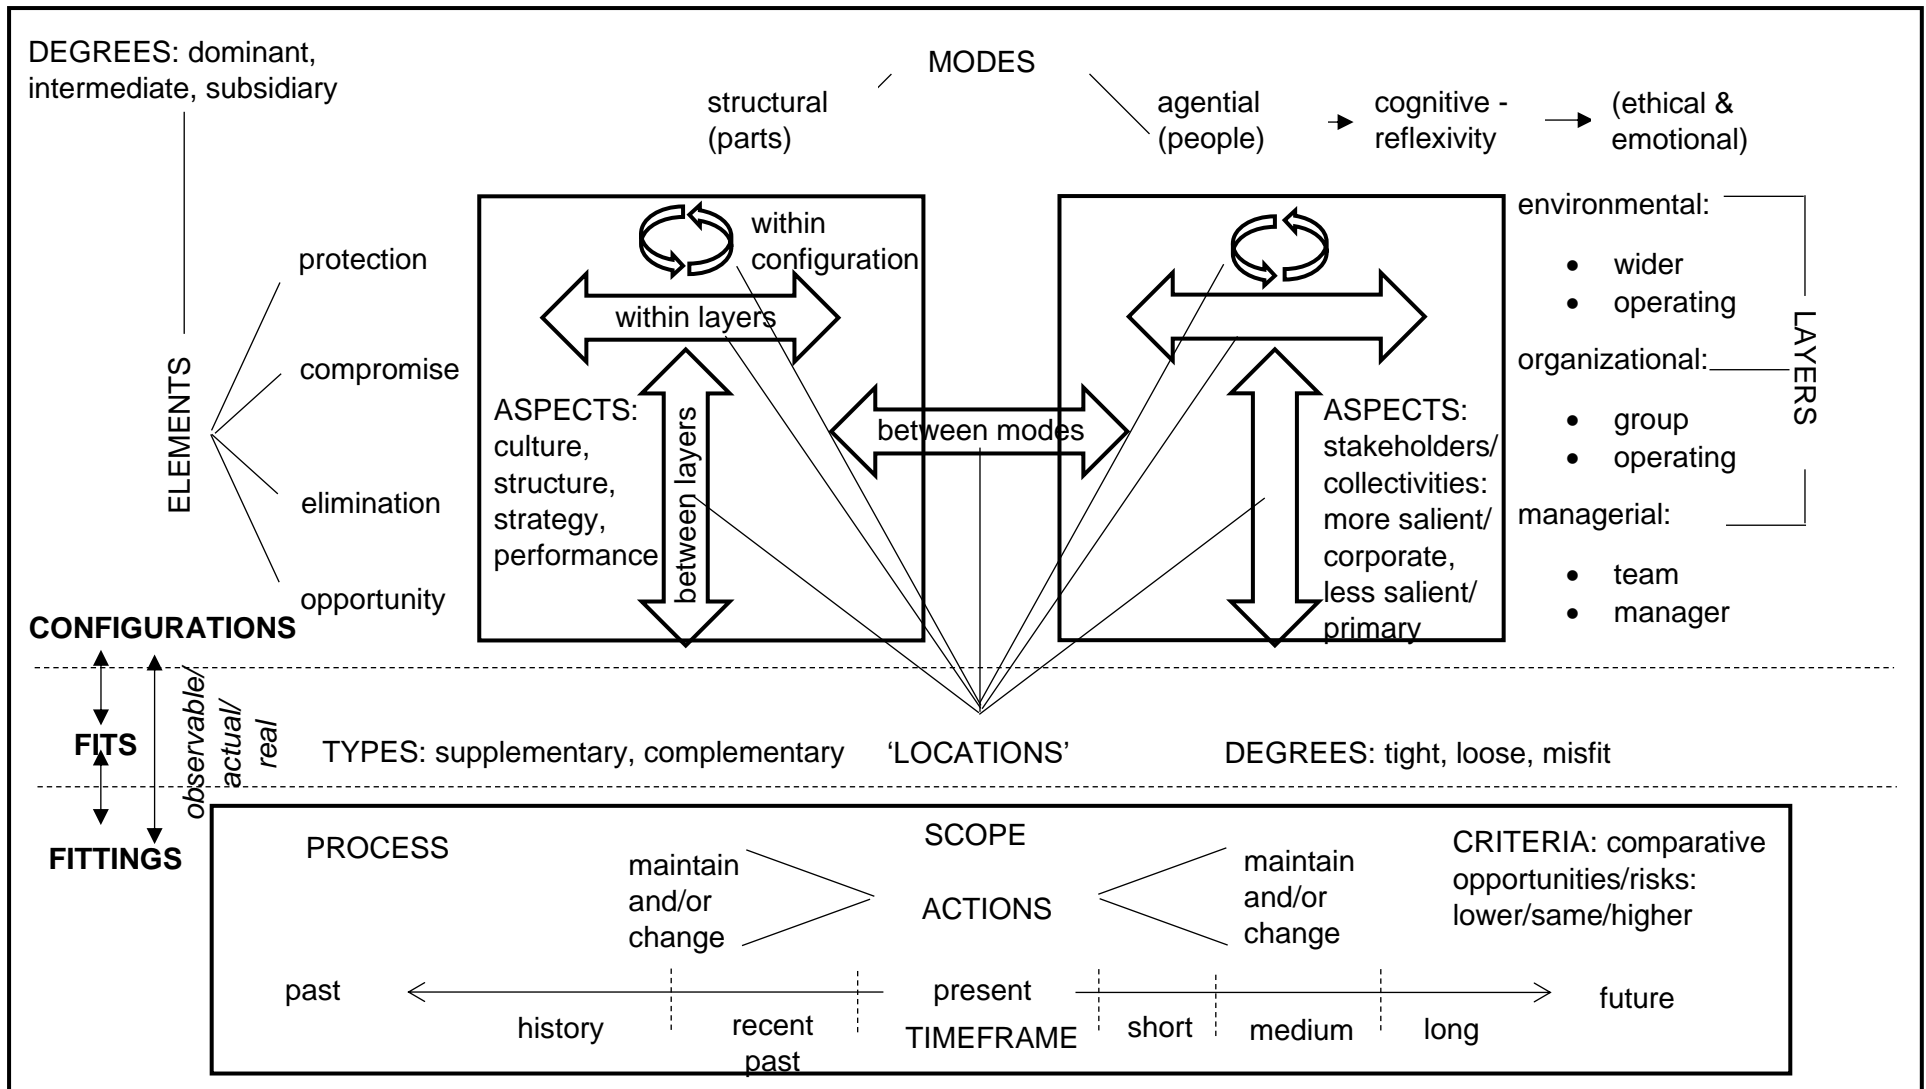 DEGREES: dominant,
intermediate, subsidiary
MODES
structural
(parts)
agential
(people)
cognitive -
reflexivity
(ethical &
emotional)
ELEMENTS
protection
compromise
elimination
opportunity
within
configuration
within layers
ASPECTS:
culture,
structure,
strategy,
performance
between layers
between modes
ASPECTS:
stakeholders/
collectivities:
more salient/
corporate,
less salient/
primary
environmental:
• wider
• operating
organizational:
• group
• operating
managerial:
• team
• manager
LAYERS
CONFIGURATIONS
FITS
FITTINGS
observable/
actual/
real
TYPES: supplementary, complementary
‘LOCATIONS’
DEGREES: tight, loose, misfit
PROCESS
SCOPE
maintain
and/or
change
ACTIONS
maintain
and/or
change
CRITERIA: comparative
opportunities/risks:
lower/same/higher
past
present
future
history
recent
past
TIMEFRAME
short
medium
long